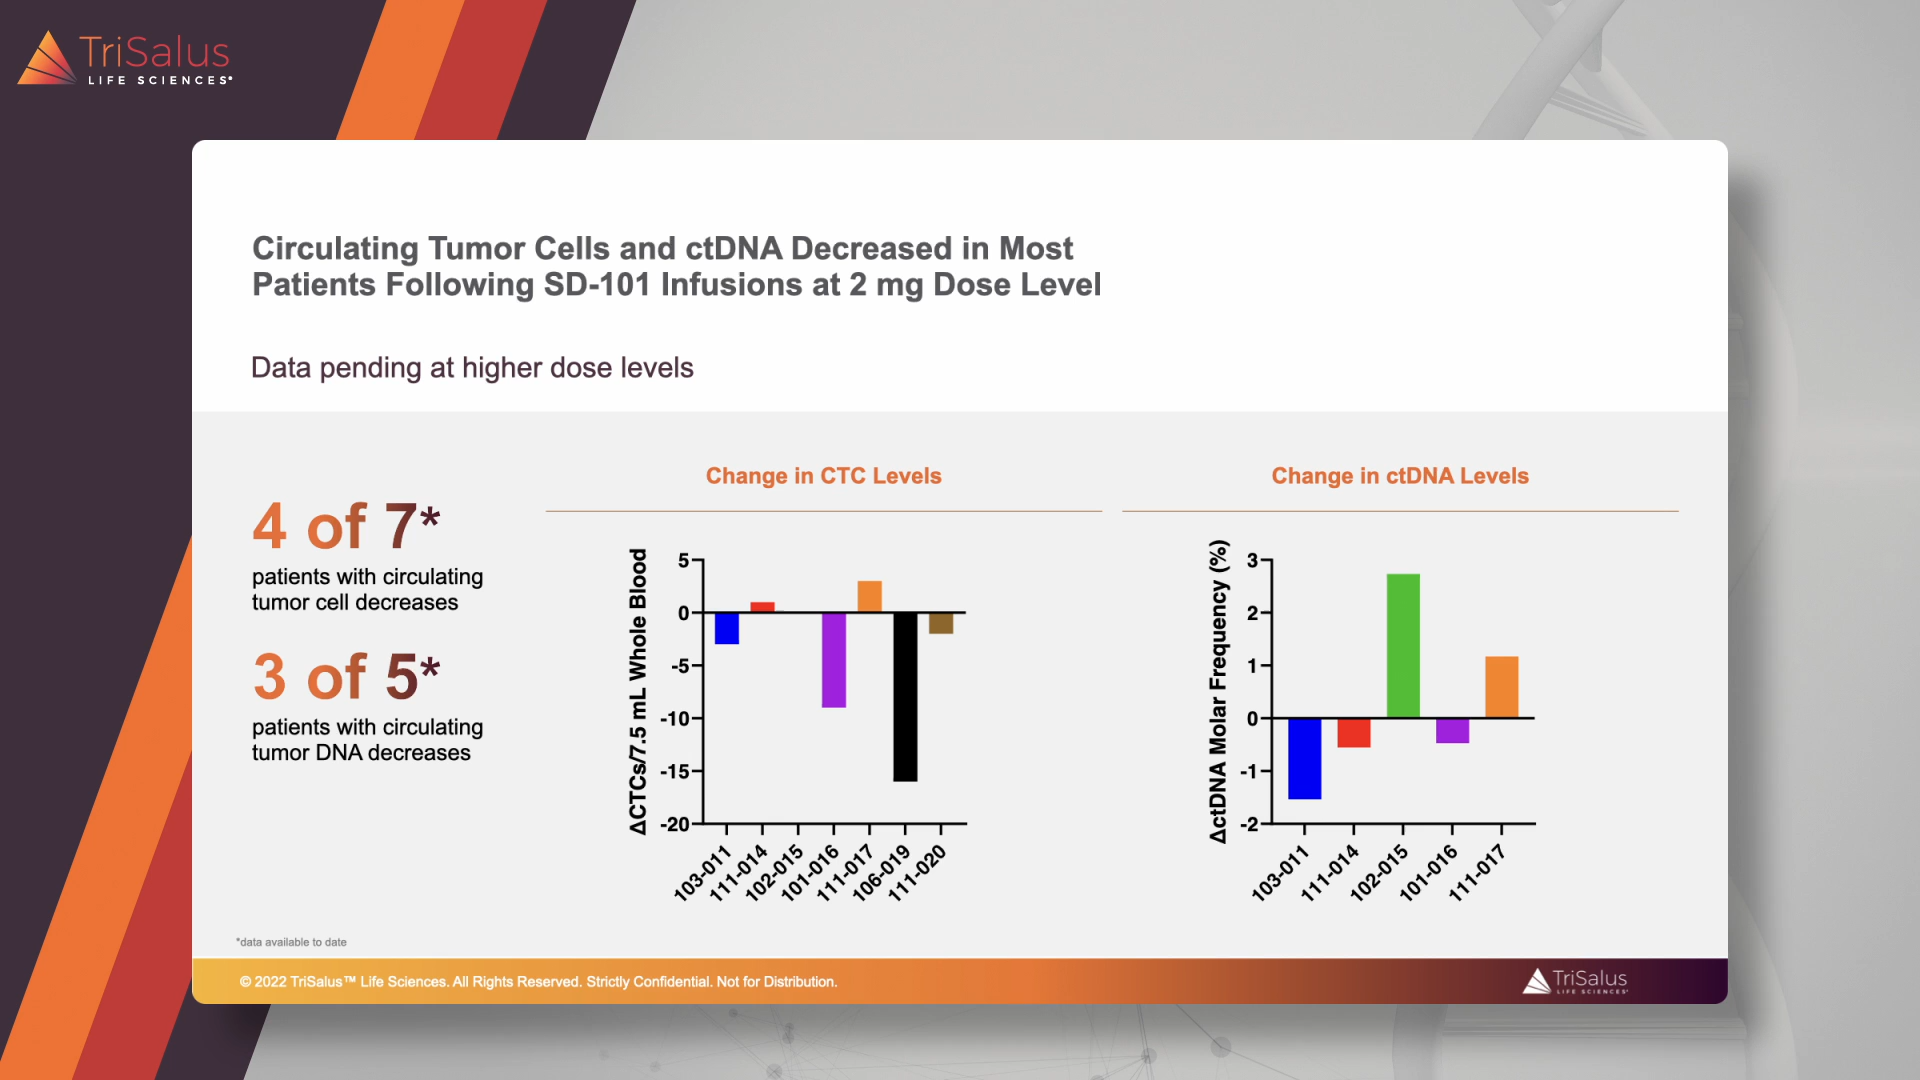 TriSalus
LIFE SCIENCES®
Circulating Tumor Cells and ctDNA Decreased in Most
Patients Following SD-101 Infusions at 2 mg Dose Level
Data pending at higher dose levels
4 of 7*
patients with circulating
tumor cell decreases
3 of 5*
patients with circulating
tumor DNA decreases
Change in CTC Levels
ΔCTCs/7.5 mL Whole Blood
5
0
-5
-10
-15
-20
103-011
111-014
102-015
101-016
111-017
106-019
111-020
Change in ctDNA Levels
ΔctDNA Molar Frequency (%)
3
2
1
0
-1
-2
103-011
111-014
102-015
101-016
111-017
*data available to date
© 2022 TriSalus™ Life Sciences. All Rights Reserved. Strictly Confidential. Not for Distribution.
TriSalus
LIFE SCIENCES®